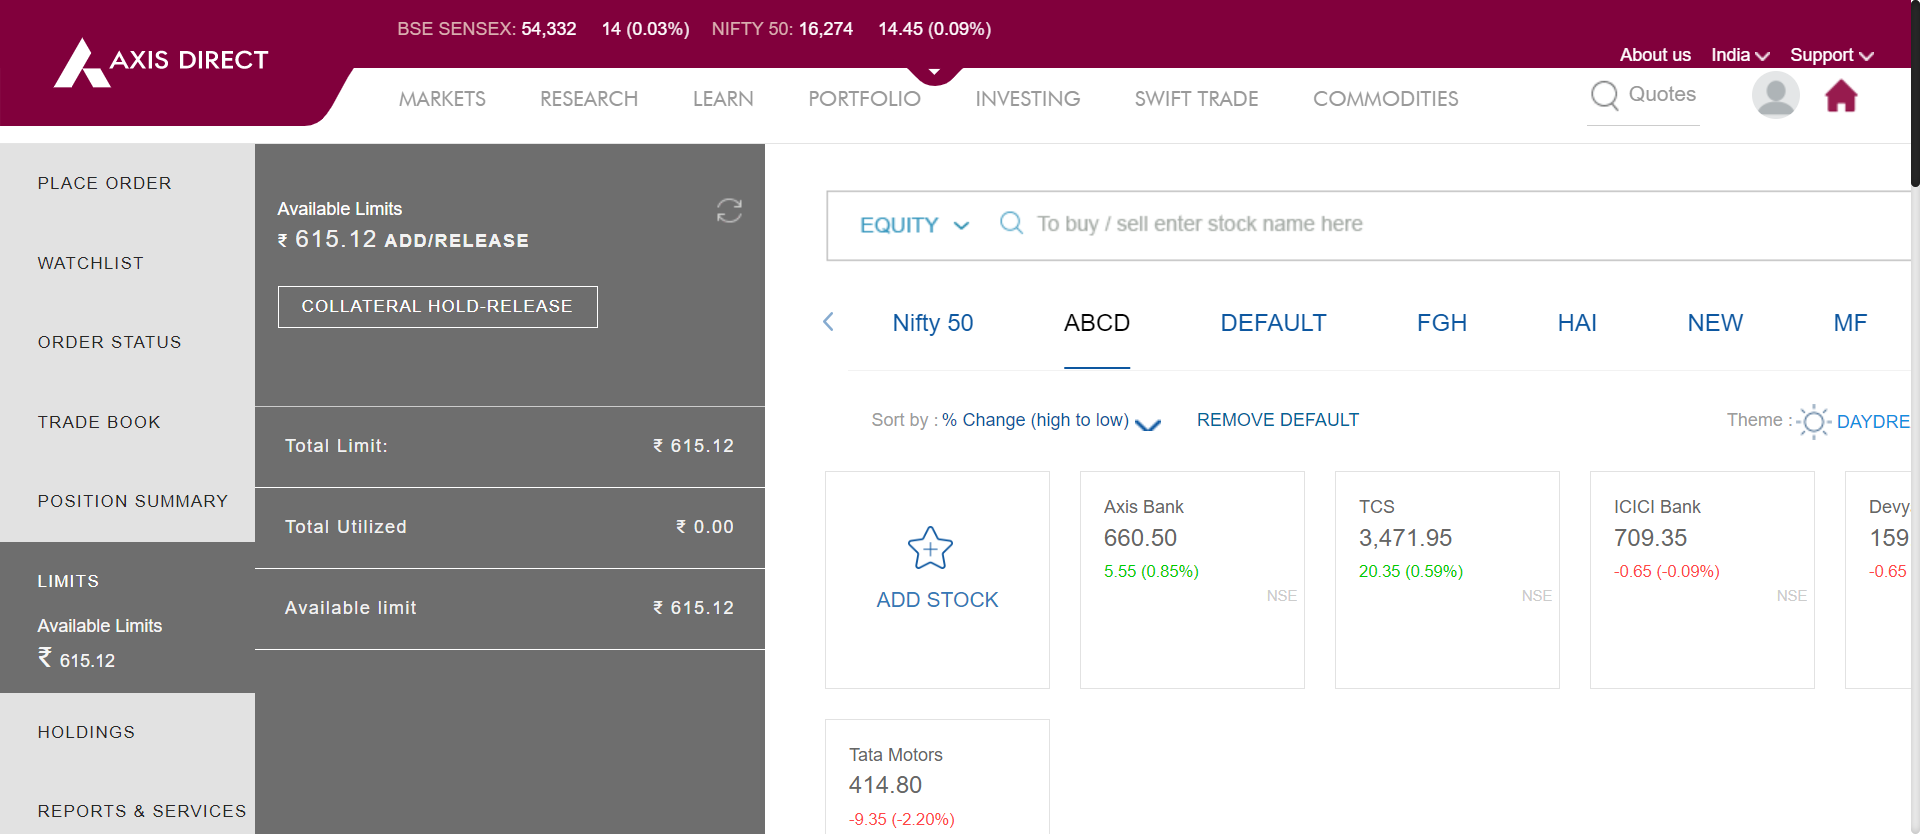 BSE SENSEX: 54,332 14 (0.03%) NIFTY 50: 16,274 14.45 (0.09%)
AXIS DIRECT
About us India Support
MARKETS RESEARCH LEARN PORTFOLIO INVESTING SWIFT TRADE COMMODITIES Quotes
PLACE ORDER
WATCHLIST
ORDER STATUS
TRADE BOOK
POSITION SUMMARY
LIMITS
Available Limits
₹ 615.12
HOLDINGS
REPORTS & SERVICES
Available Limits
₹ 615.12 ADD/RELEASE
COLLATERAL HOLD-RELEASE
Total Limit: ₹ 615.12
Total Utilized ₹ 0.00
Available limit ₹ 615.12
EQUITY To buy / sell enter stock name here
Nifty 50 ABCD DEFAULT FGH HAI NEW MF
Sort by : % Change (high to low) REMOVE DEFAULT Theme : DAYDRE
ADD STOCK
Axis Bank
660.50
5.55 (0.85%)
NSE
TCS
3,471.95
20.35 (0.59%)
NSE
ICICI Bank
709.35
-0.65 (-0.09%)
NSE
Devy
159
-0.65
Tata Motors
414.80
-9.35 (-2.20%)